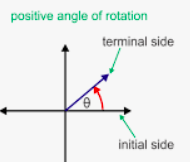 positive angle of rotation
terminal side
θ
initial side